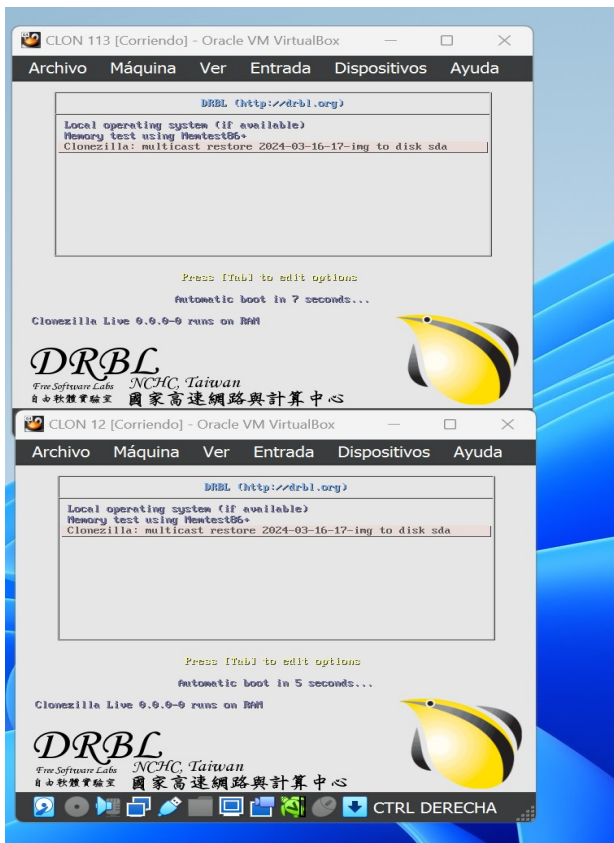 CLON 113 [Corriendo] - Oracle VM VirtualBox
Archivo Máquina Ver Entrada Dispositivos Ayuda
DRBL (http://drbl.org)
Local operating system (if available)
Memory test using Memtest86+
Clonezilla: multicast restore 2024-03-16-17-img to disk sda
Press [Tab] to edit options
Automatic boot in 7 seconds...
Clonezilla Live 0.0.0-0 runs on RAM
DRBL
Free Software Labs NCHC, Taiwan
自由軟體實驗室 國家高速網路與計算中心
CLON 12 [Corriendo] - Oracle VM VirtualBox
Archivo Máquina Ver Entrada Dispositivos Ayuda
DRBL (http://drbl.org)
Local operating system (if available)
Memory test using Memtest86+
Clonezilla: multicast restore 2024-03-16-17-img to disk sda
Press [Tab] to edit options
Automatic boot in 5 seconds...
Clonezilla Live 0.0.0-0 runs on RAM
DRBL
Free Software Labs NCHC, Taiwan
自由軟體實驗室 國家高速網路與計算中心
CTRL DERECHA